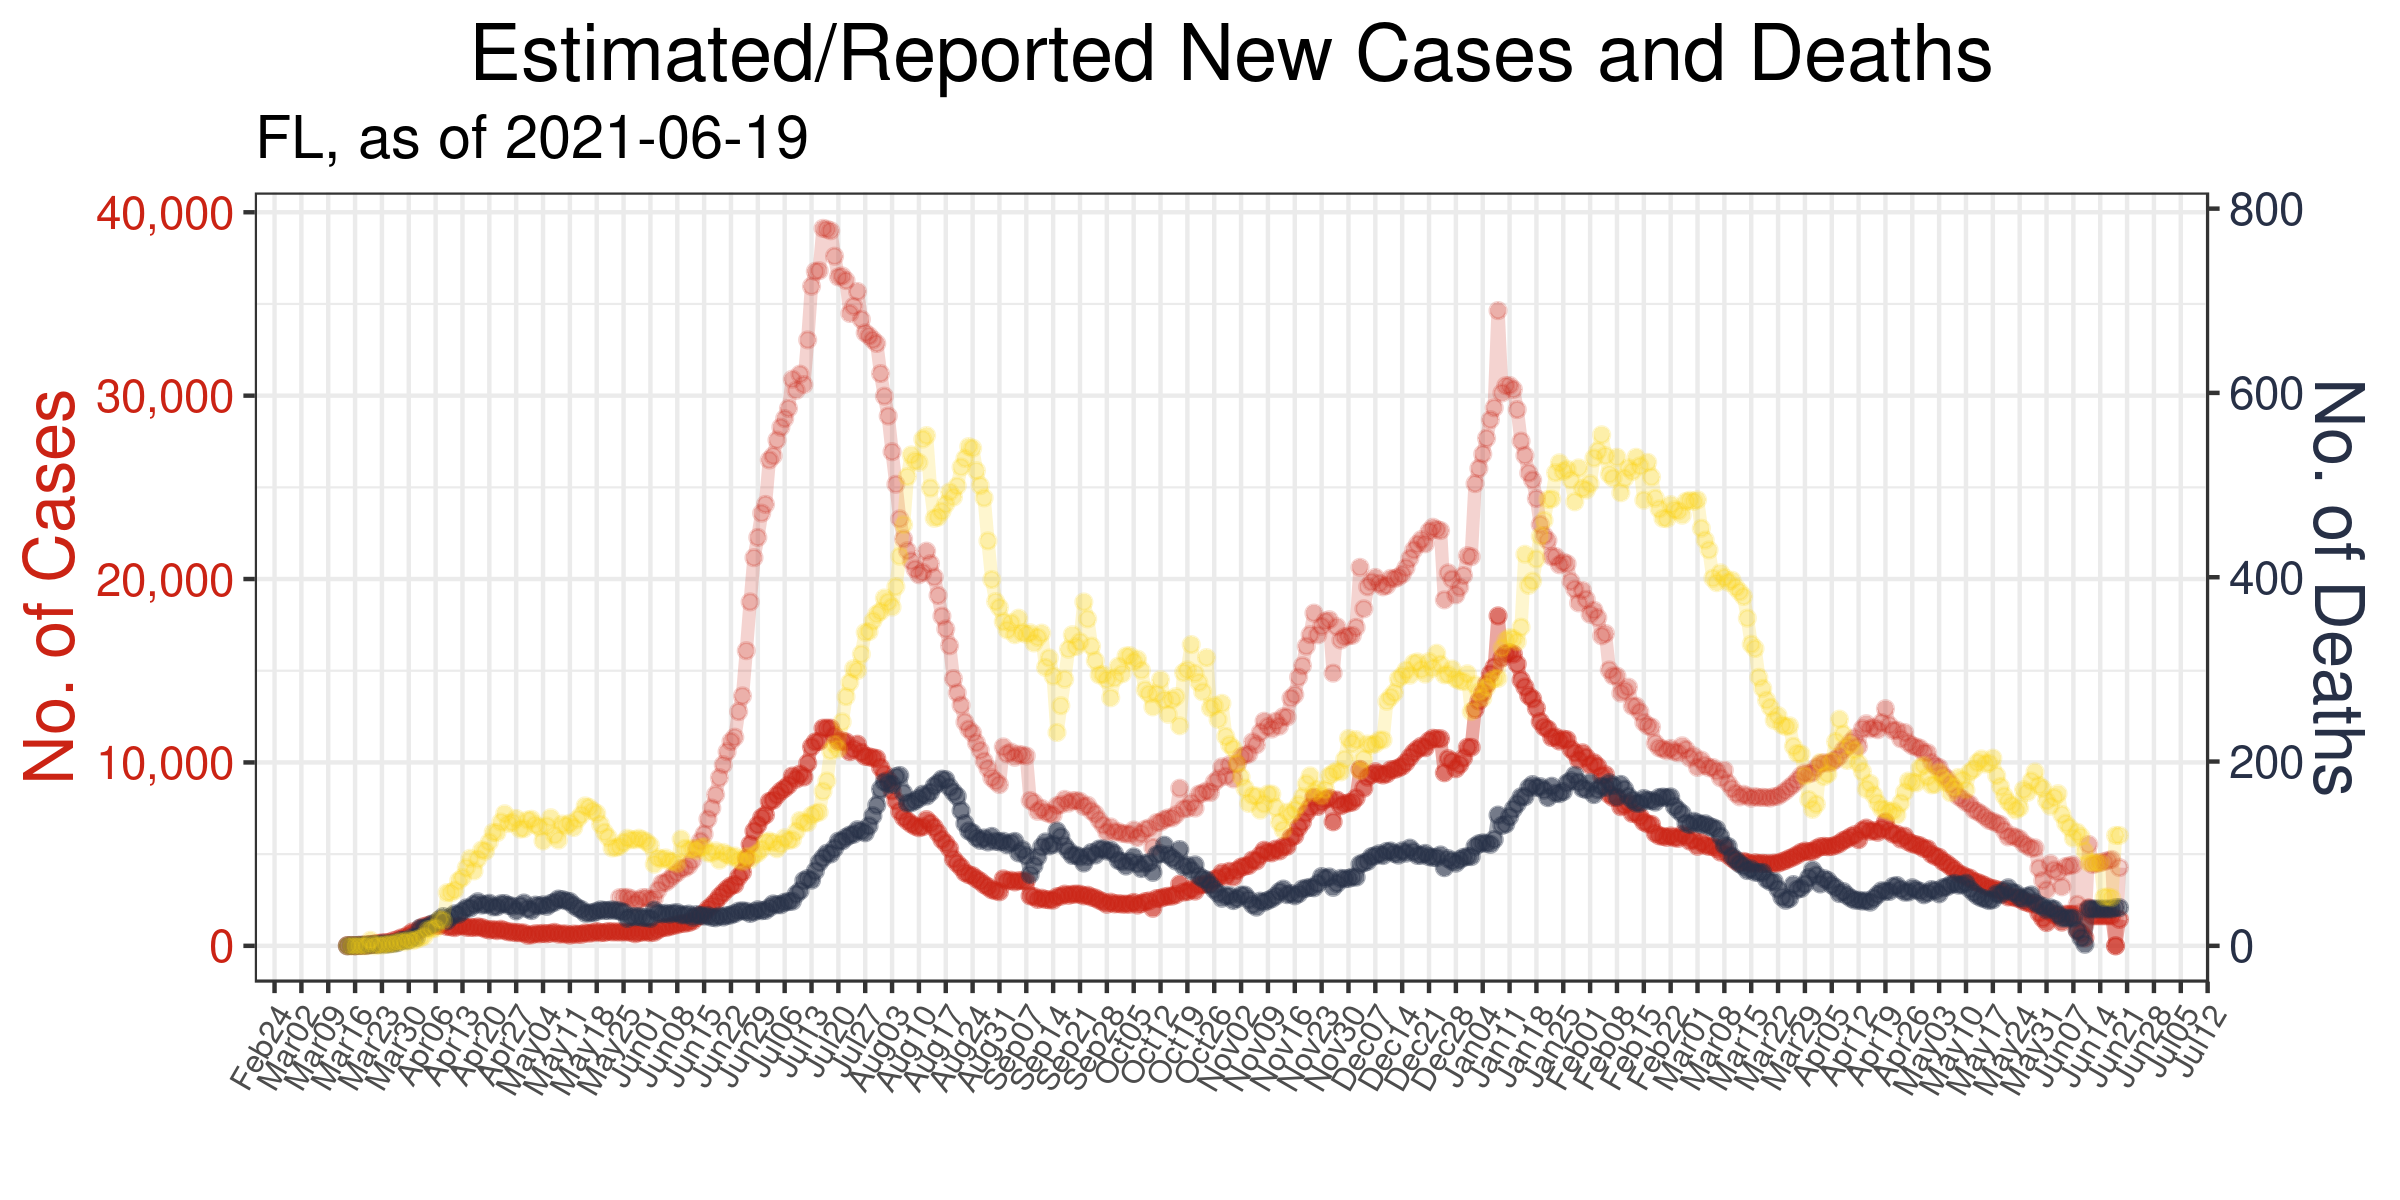 Estimated/Reported New Cases and Deaths
FL, as of 2021-06-19
No. of Cases
40,000
30,000
20,000
10,000
0
800
600
400
200
0
No. of Deaths
Feb24
Mar02
Mar09
Mar16
Mar23
Mar30
Apr06
Apr13
Apr20
Apr27
May04
May11
May18
May25
Jun01
Jun08
Jun15
Jun22
Jun29
Jul06
Jul13
Jul20
Jul27
Aug03
Aug10
Aug17
Aug24
Aug31
Sep07
Sep14
Sep21
Sep28
Oct05
Oct12
Oct19
Oct26
Nov02
Nov09
Nov16
Nov23
Nov30
Dec07
Dec14
Dec21
Dec28
Jan04
Jan11
Jan18
Jan25
Feb01
Feb08
Feb15
Feb22
Mar01
Mar08
Mar15
Mar22
Mar29
Apr05
Apr12
Apr19
Apr26
May03
May10
May17
May24
May31
Jun07
Jun14
Jun21
Jun28
Jul05
Jul12